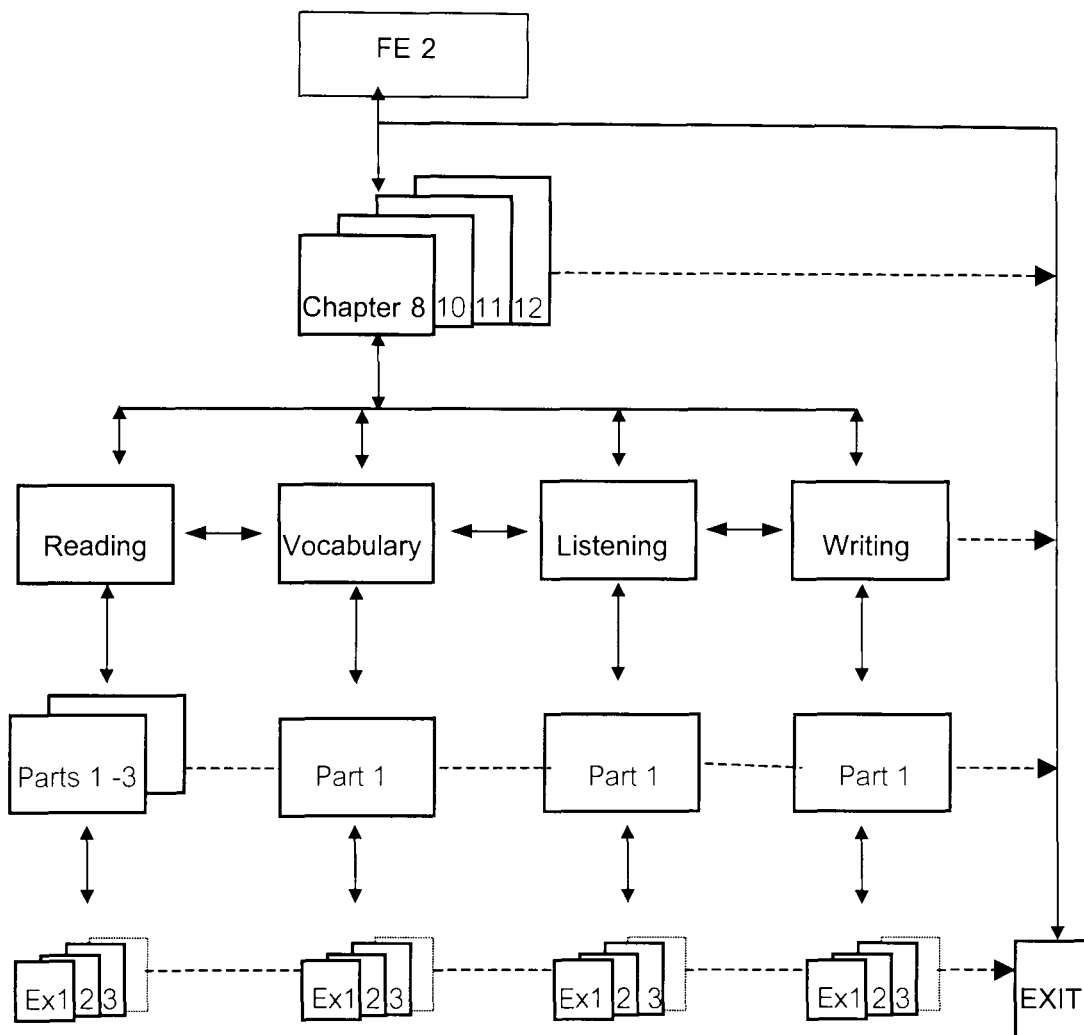 FE 2
Chapter 8 10 11 12
Reading Vocabulary Listening Writing
Parts 1 -3 Part 1 Part 1 Part 1
Ex1 2 3 Ex1 2 3 Ex1 2 3 Ex1 2 3 EXIT